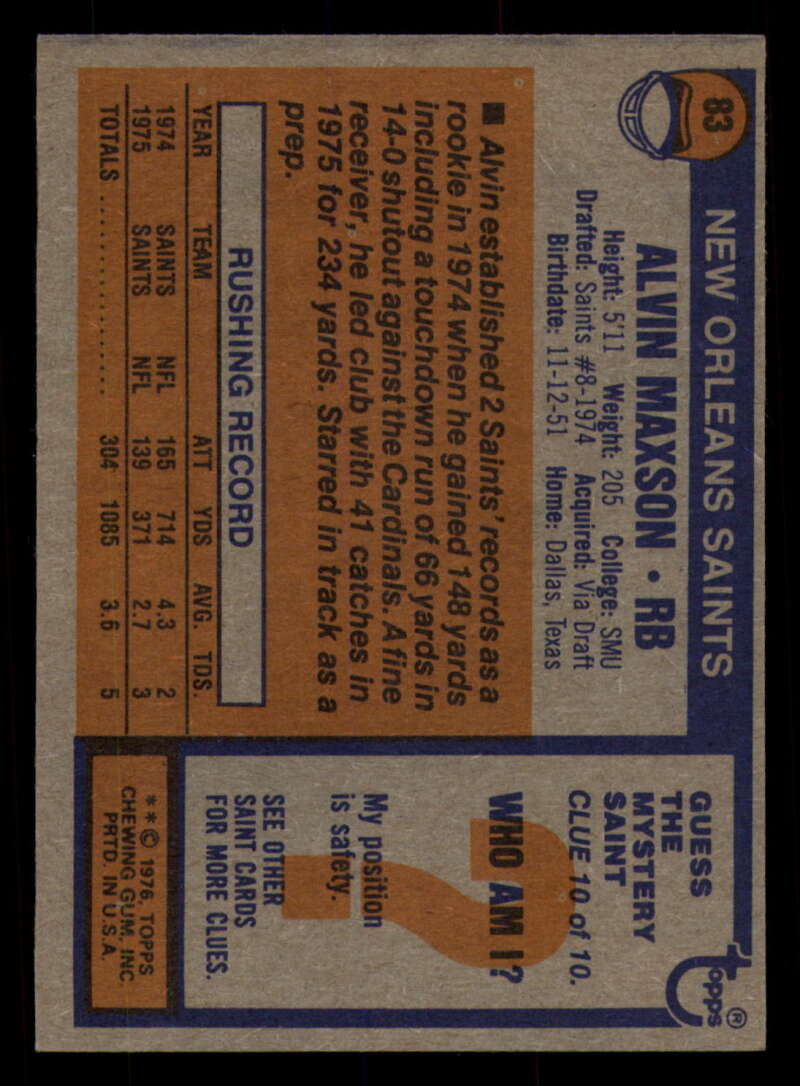 83
NEW ORLEANS SAINTS
ALVIN MAXSON • RB
Height: 5'11 Weight: 205 College: SMU
Drafted: Saints #8-1974 Acquired: Via Draft
Birthdate: 11-12-51 Home: Dallas, Texas
■ Alvin established 2 Saints' records as a
rookie in 1974 when he gained 148 yards
including a touchdown run of 66 yards in
14-0 shutout against the Cardinals. A fine
receiver, he led club with 41 catches in
1975 for 234 yards. Starred in track as a
prep.
RUSHING RECORD
YEAR TEAM ATT YDS AVG. TDS.
1974 SAINTS NFL 165 714 4.3 2
1975 SAINTS NFL 139 371 2.7 3
TOTALS ............... 304 1085 3.6 5
topps®
GUESS
THE
MYSTERY
SAINT
CLUE 10 of 10.
WHO AM I?
?
My position
is safety.
SEE OTHER
SAINT CARDS
FOR MORE CLUES.
**© 1976, TOPPS
CHEWING GUM, INC.
PRTD. IN U.S.A.